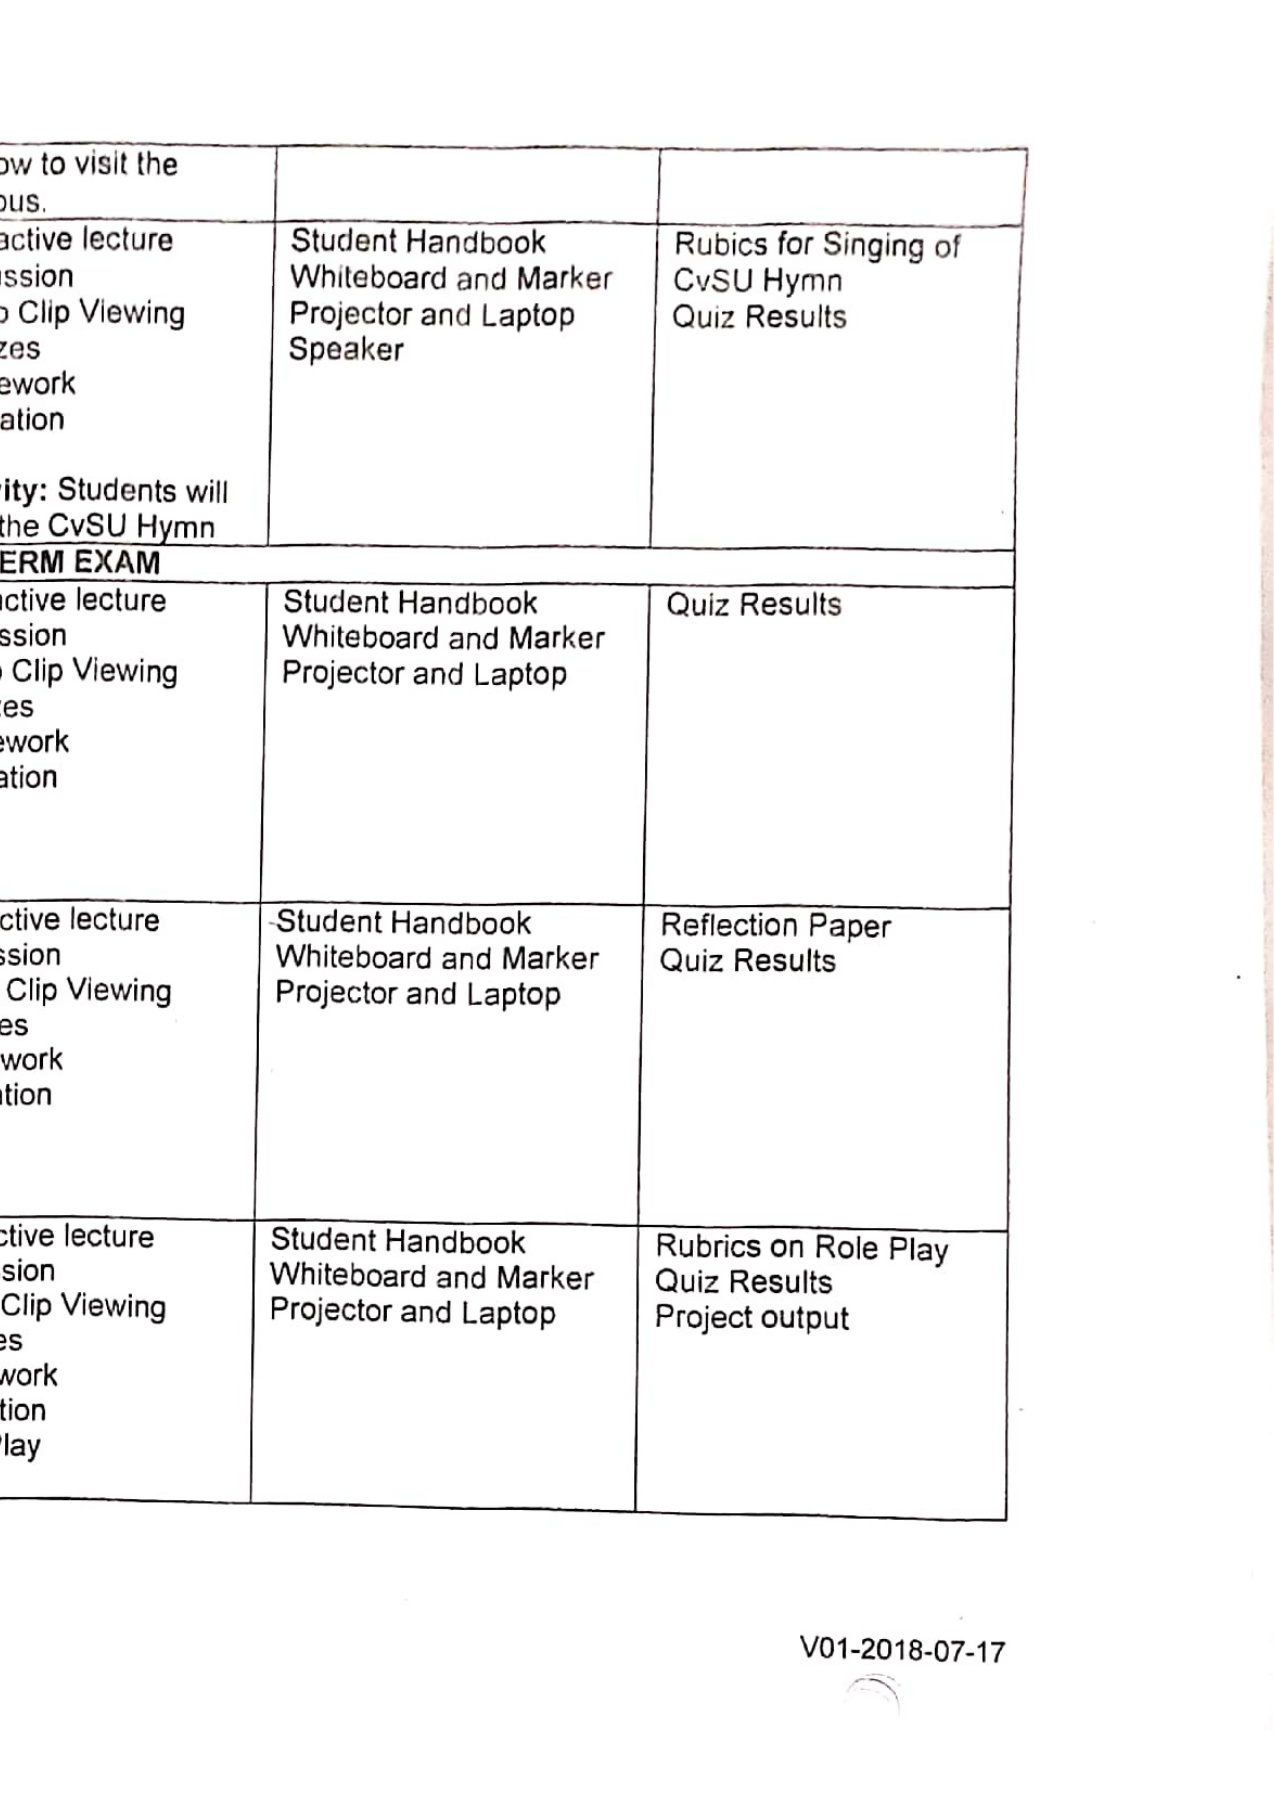 ow to visit the
ous.
active lecture
ssion
o Clip Viewing
zes
ework
ation
vity: Students will
the CvSU Hymn
Student Handbook
Whiteboard and Marker
Projector and Laptop
Speaker
Rubics for Singing of
CvSU Hymn
Quiz Results
ERM EXAM
active lecture
ssion
o Clip Viewing
zes
ework
ation
Student Handbook
Whiteboard and Marker
Projector and Laptop
Quiz Results
ctive lecture
ssion
Clip Viewing
es
work
ation
Student Handbook
Whiteboard and Marker
Projector and Laptop
Reflection Paper
Quiz Results
ctive lecture
sion
Clip Viewing
es
work
tion
Play
Student Handbook
Whiteboard and Marker
Projector and Laptop
Rubrics on Role Play
Quiz Results
Project output
V01-2018-07-17